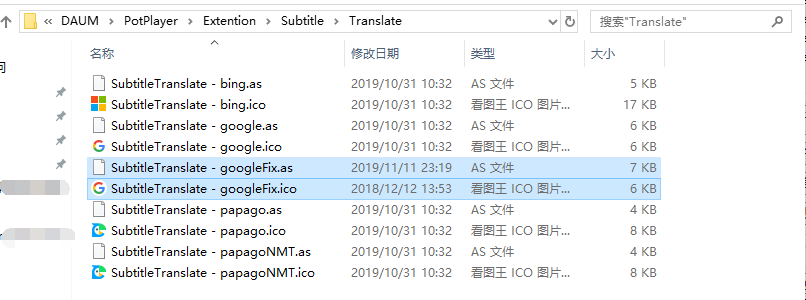 « DAUM › PotPlayer › Extention › Subtitle › Translate 搜索"Translate"
名称 修改日期 类型 大小
问
SubtitleTranslate - bing.as 2019/10/31 10:32 AS 文件 5 KB
SubtitleTranslate - bing.ico 2019/10/31 10:32 看图王 ICO 图片... 17 KB
SubtitleTranslate - google.as 2019/10/31 10:32 AS 文件 6 KB
SubtitleTranslate - google.ico 2019/10/31 10:32 看图王 ICO 图片... 6 KB
SubtitleTranslate - googleFix.as 2019/11/11 23:19 AS 文件 7 KB
SubtitleTranslate - googleFix.ico 2018/12/12 13:53 看图王 ICO 图片... 6 KB
SubtitleTranslate - papago.as 2019/10/31 10:32 AS 文件 4 KB
SubtitleTranslate - papago.ico 2019/10/31 10:32 看图王 ICO 图片... 8 KB
SubtitleTranslate - papagoNMT.as 2019/10/31 10:32 AS 文件 4 KB
SubtitleTranslate - papagoNMT.ico 2019/10/31 10:32 看图王 ICO 图片... 8 KB